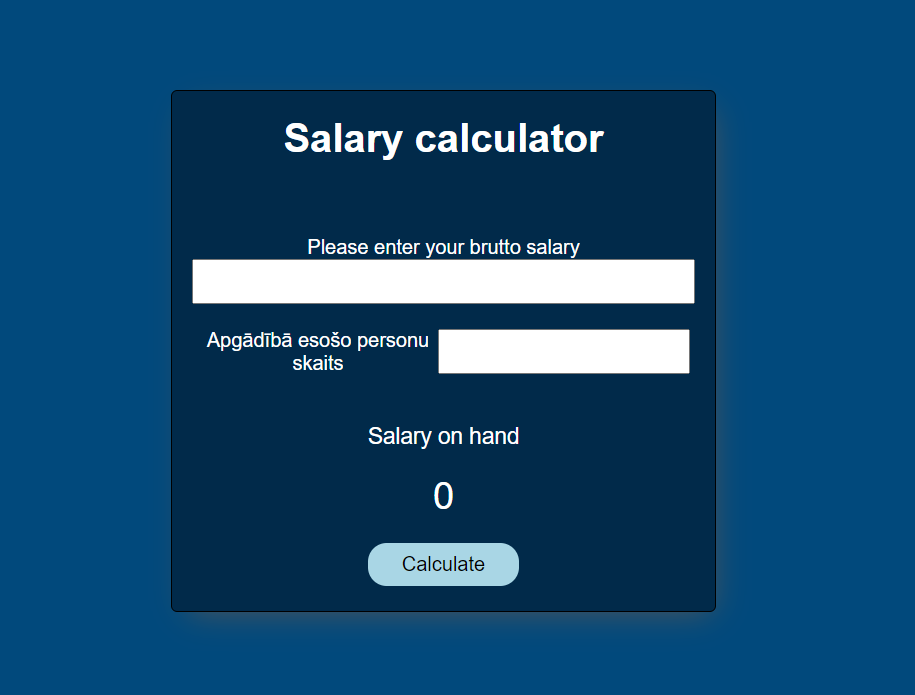 Salary calculator
Please enter your brutto salary
Apgādībā esošo personu
skaits
Salary on hand
0
Calculate